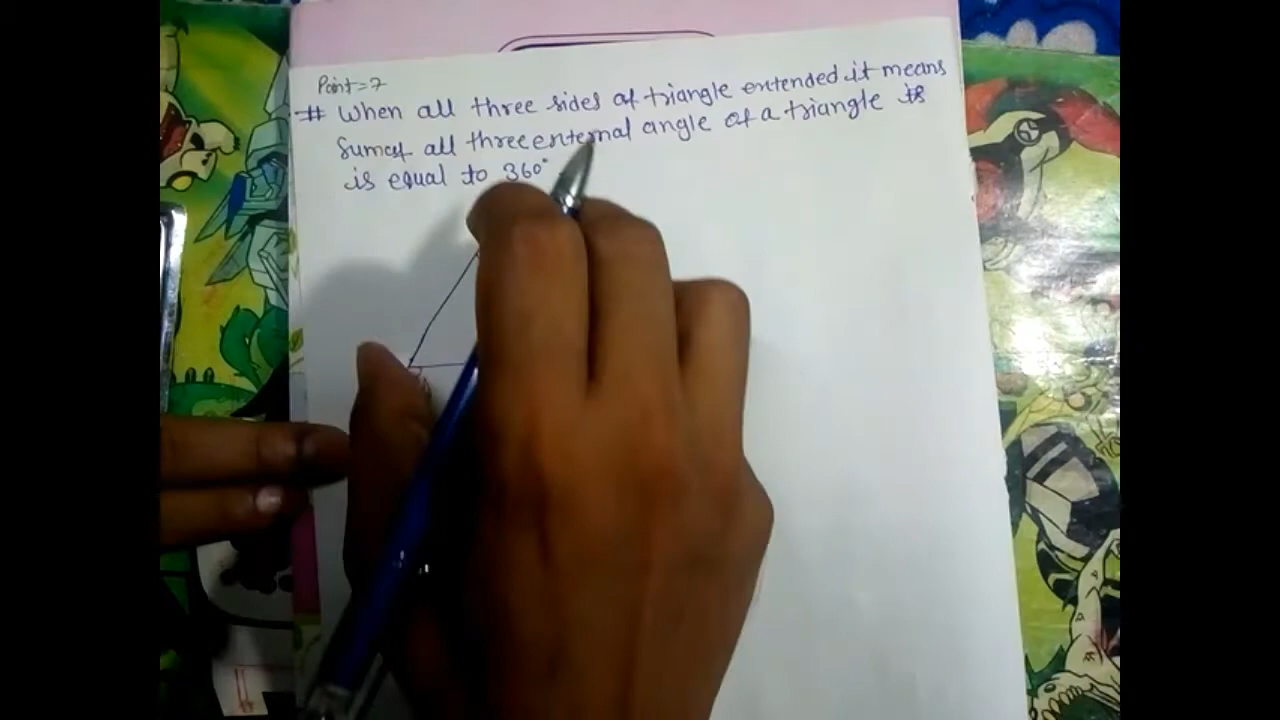 Point=7
# When all three sides of triangle extended it means
Sum of all three external angle of a triangle is
is equal to 360°